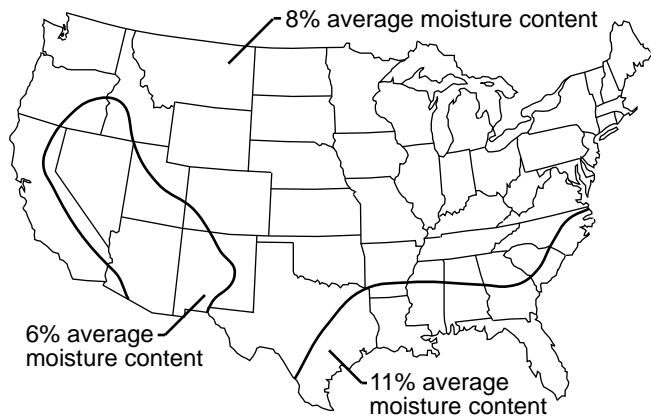 8% average moisture content
6% average
moisture content
11% average
moisture content